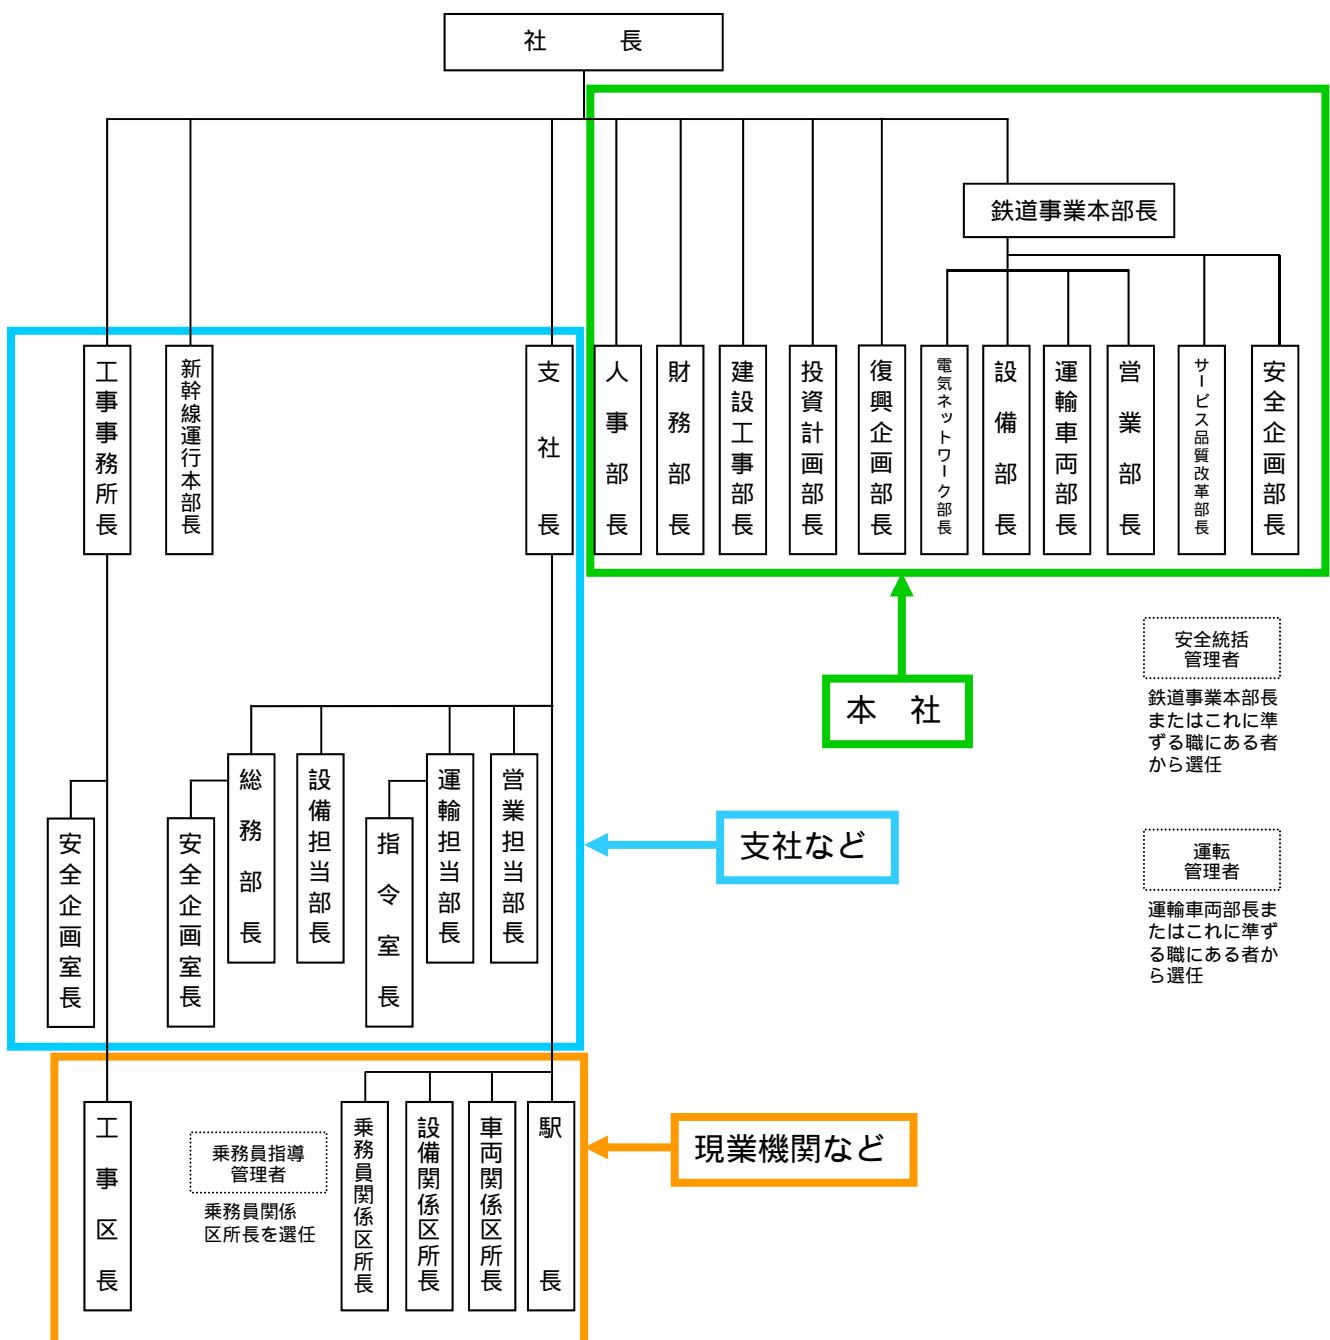 社　長
鉄道事業本部長
工事事務所長
新幹線運行本部長
支社長
人事部長
財務部長
建設工事部長
投資計画部長
復興企画部長
電気ネットワーク部長
設備部長
運輸車両部長
営業部長
サービス品質改革部長
安全企画部長
本　社
安全統括
管理者
鉄道事業本部長
またはこれに準
ずる職にある者
から選任
安全企画室長
安全企画室長
総務部長
設備担当部長
指令室長
運輸担当部長
営業担当部長
支社など
運転
管理者
運輸車両部長ま
たはこれに準ず
る職にある者か
ら選任
工事区長
乗務員指導
管理者
乗務員関係
区所長を選任
乗務員関係区所長
設備関係区所長
車両関係区所長
駅長
現業機関など